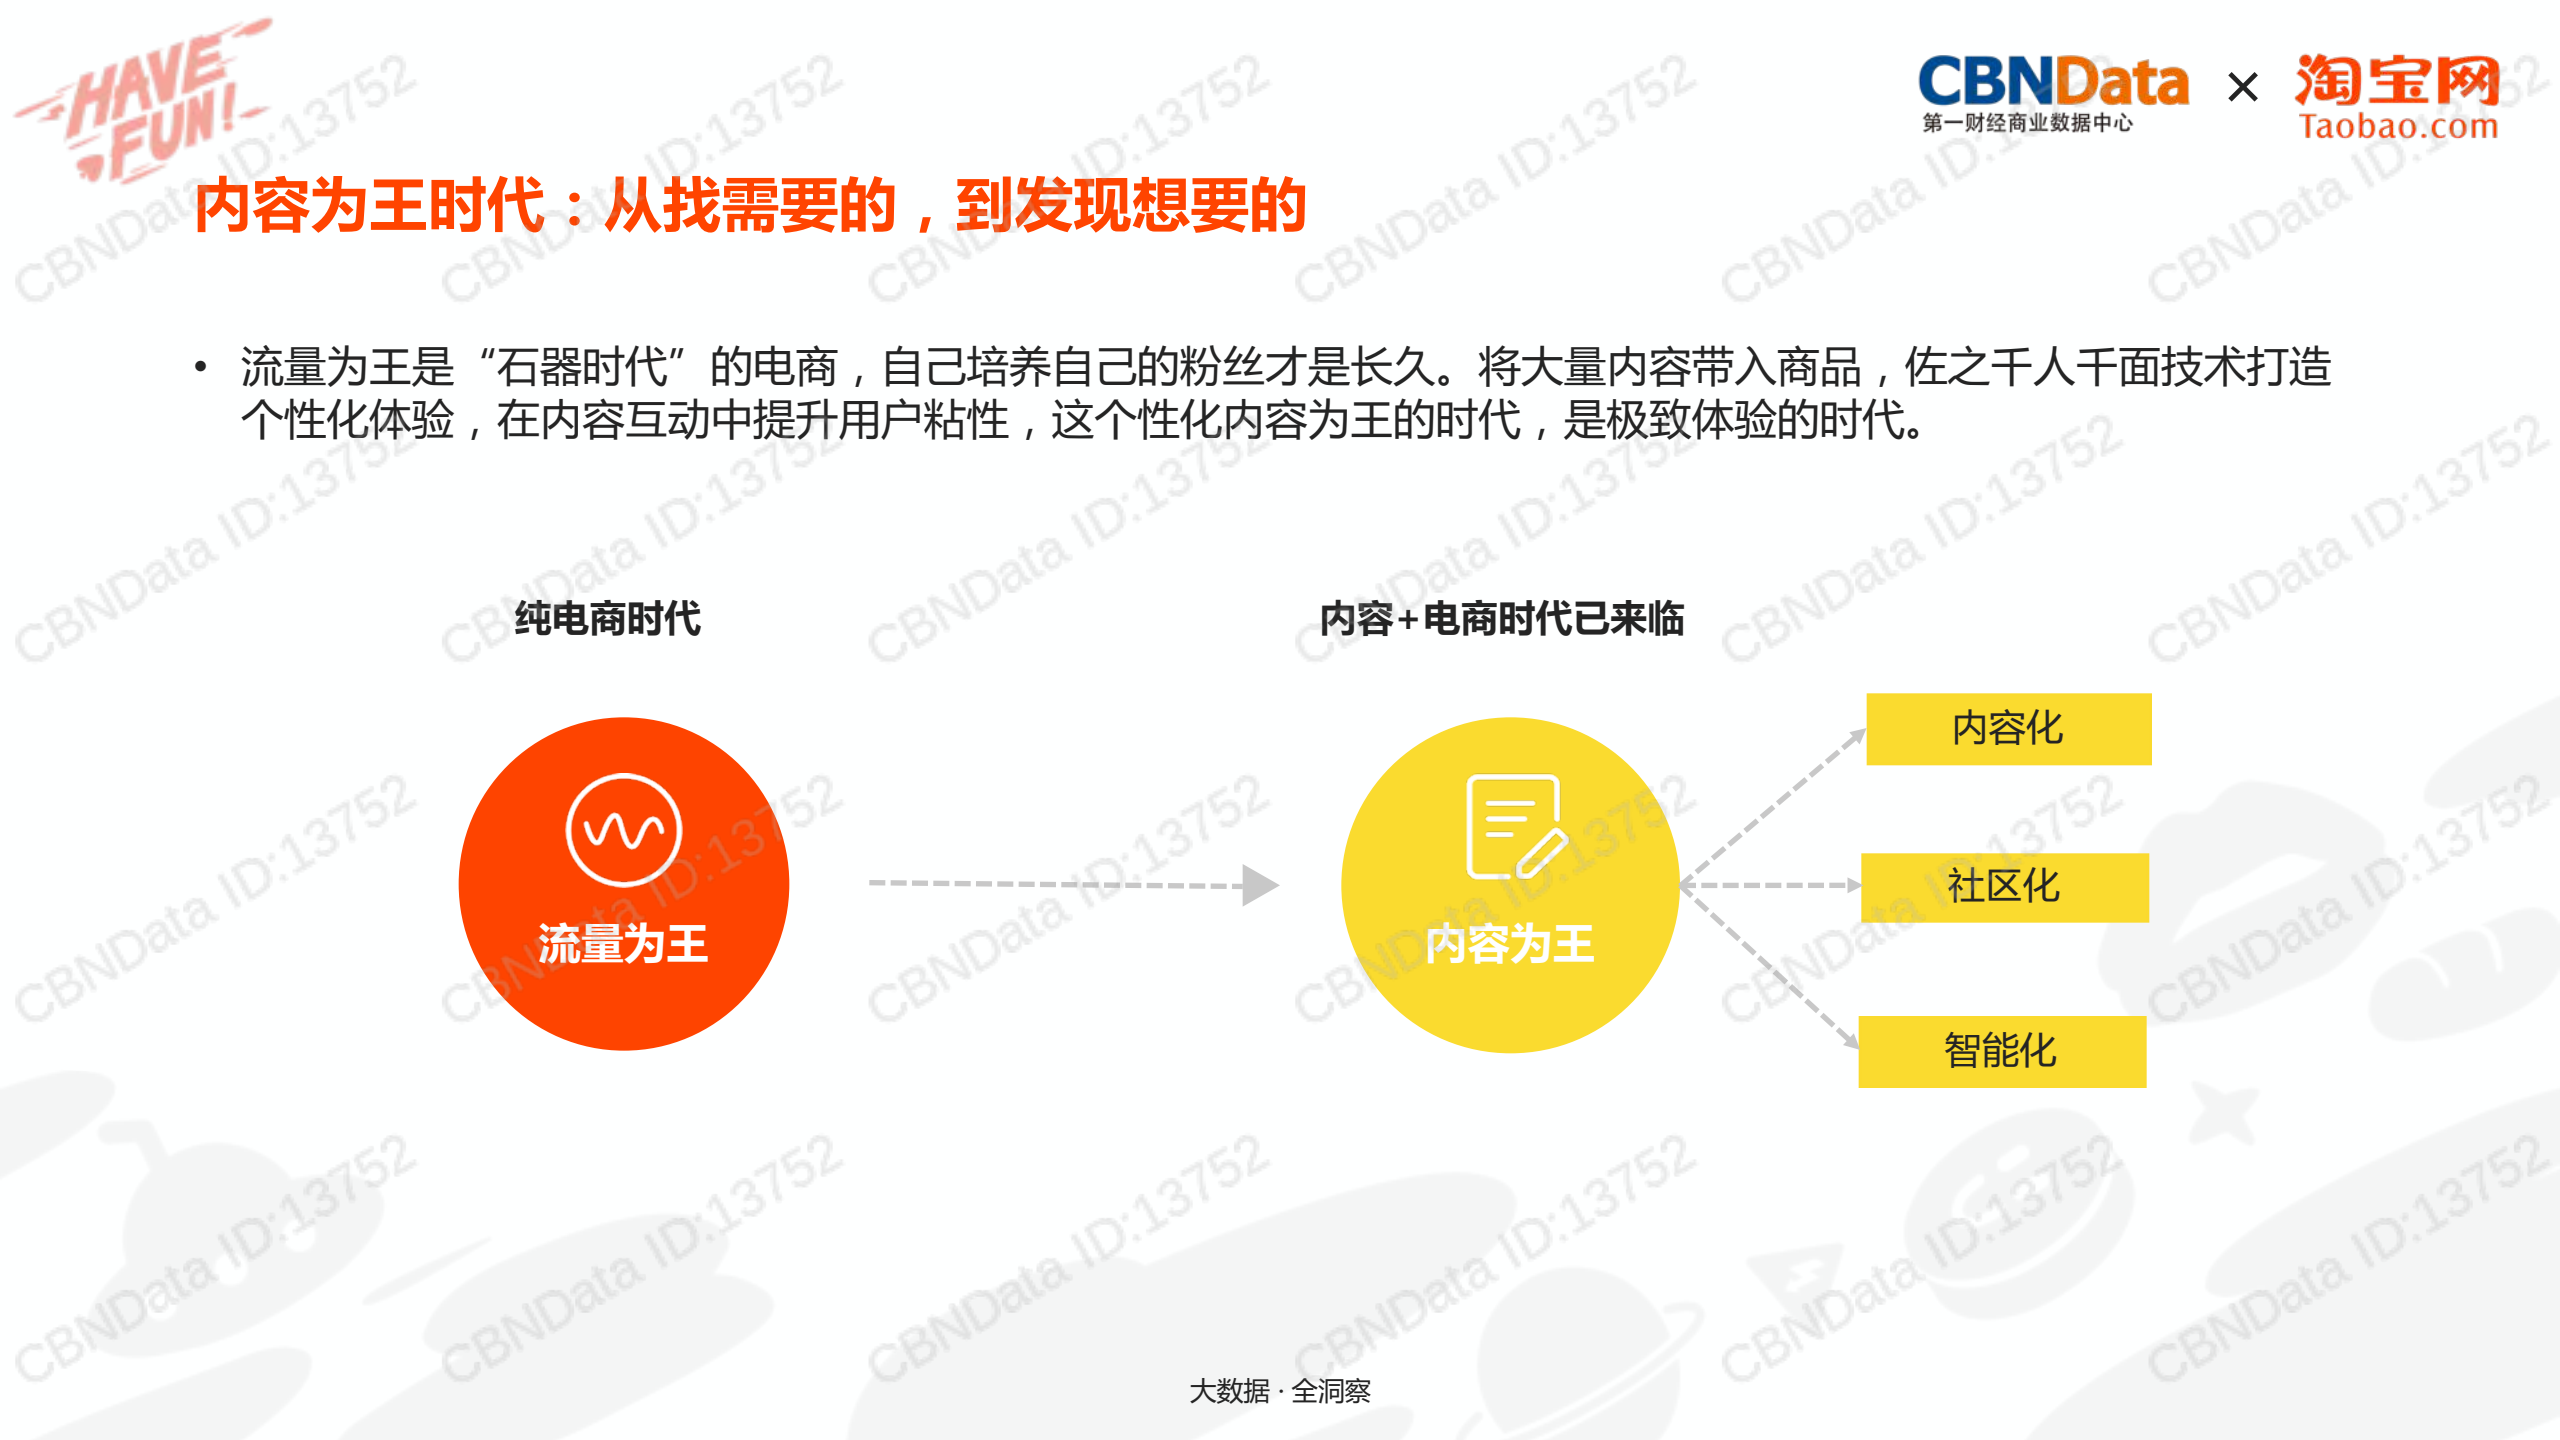 HAVE
FUN!
CBNData × 淘宝网
第一财经商业数据中心 Taobao.com
内容为王时代：从找需要的，到发现想要的
• 流量为王是“石器时代”的电商，自己培养自己的粉丝才是长久。将大量内容带入商品，佐之千人千面技术打造
个性化体验，在内容互动中提升用户粘性，这个性化内容为王的时代，是极致体验的时代。
纯电商时代
内容+电商时代已来临
流量为王
内容为王
内容化
社区化
智能化
大数据·全洞察
CBNData ID:13752